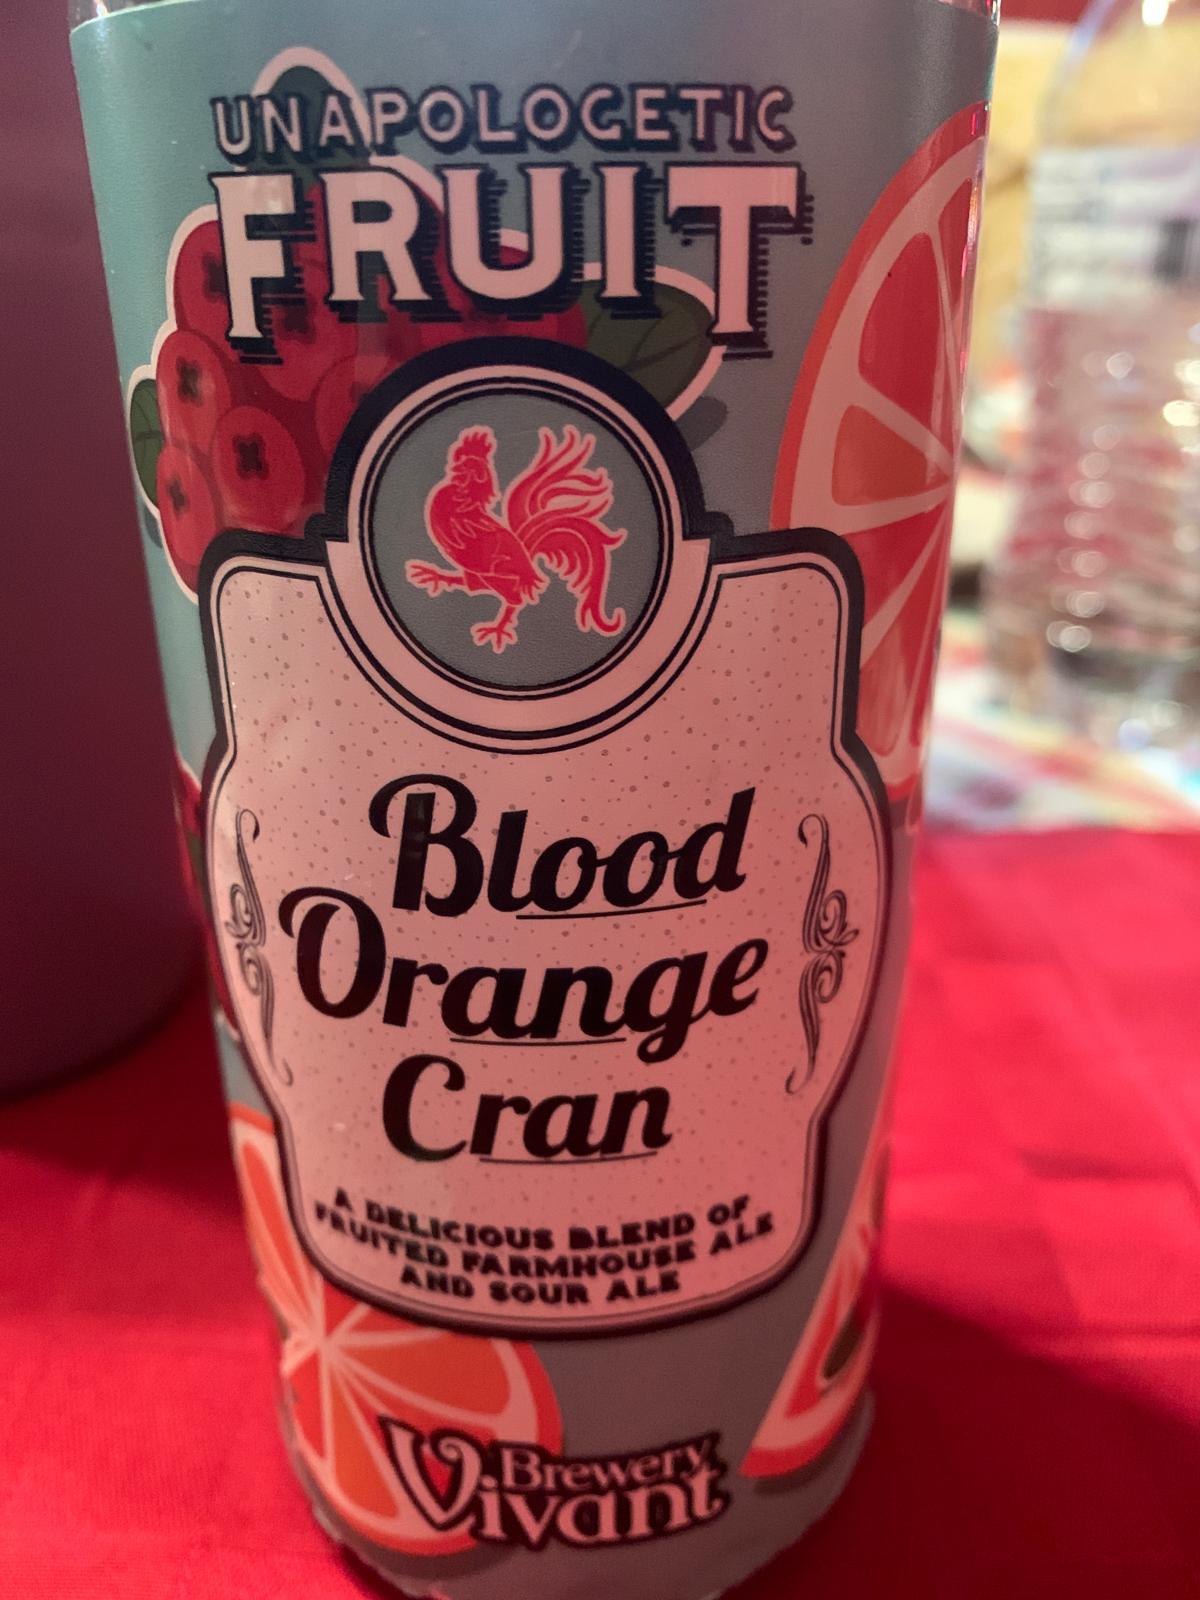 UNAPOLOGETIC
FRUIT
Blood
Orange
Cran
A DELICIOUS BLEND OF
FRUITED FARMHOUSE ALE
AND SOUR ALE
Brewery
Vivant